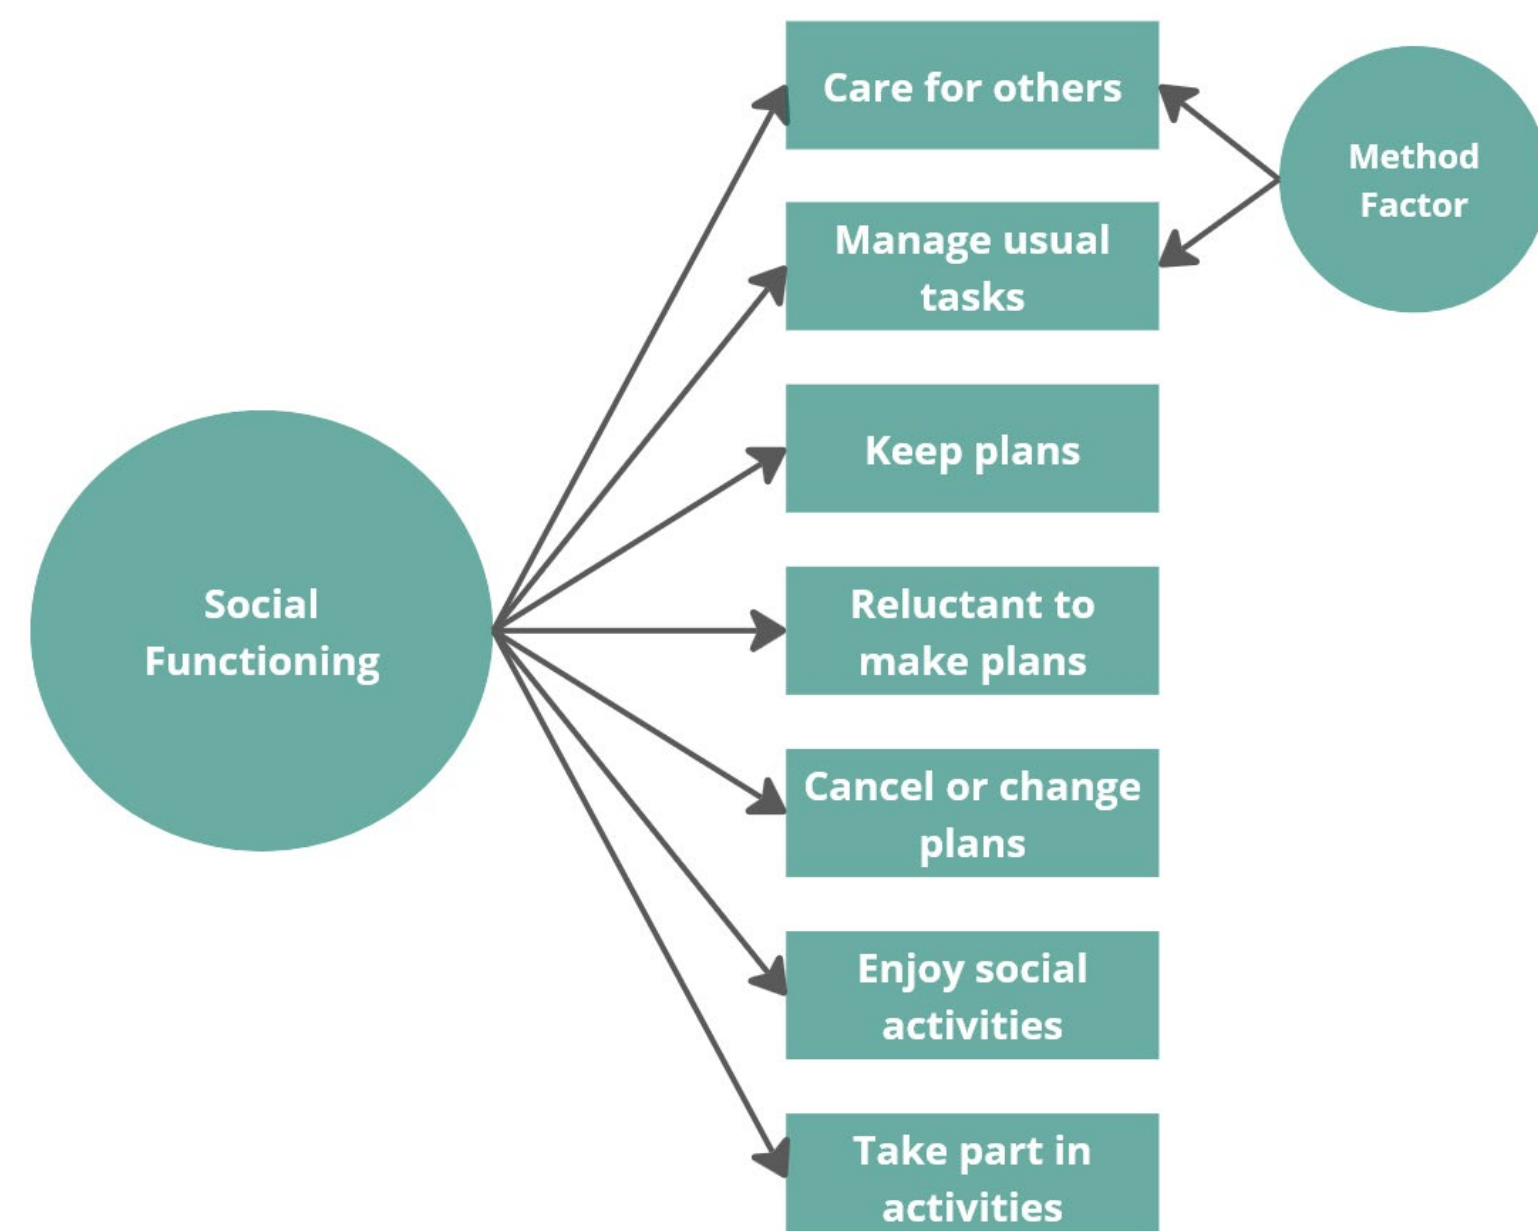 Care for others
Method
Factor
Manage usual
tasks
Keep plans
Social
Functioning
Reluctant to
make plans
Cancel or change
plans
Enjoy social
activities
Take part in
activities